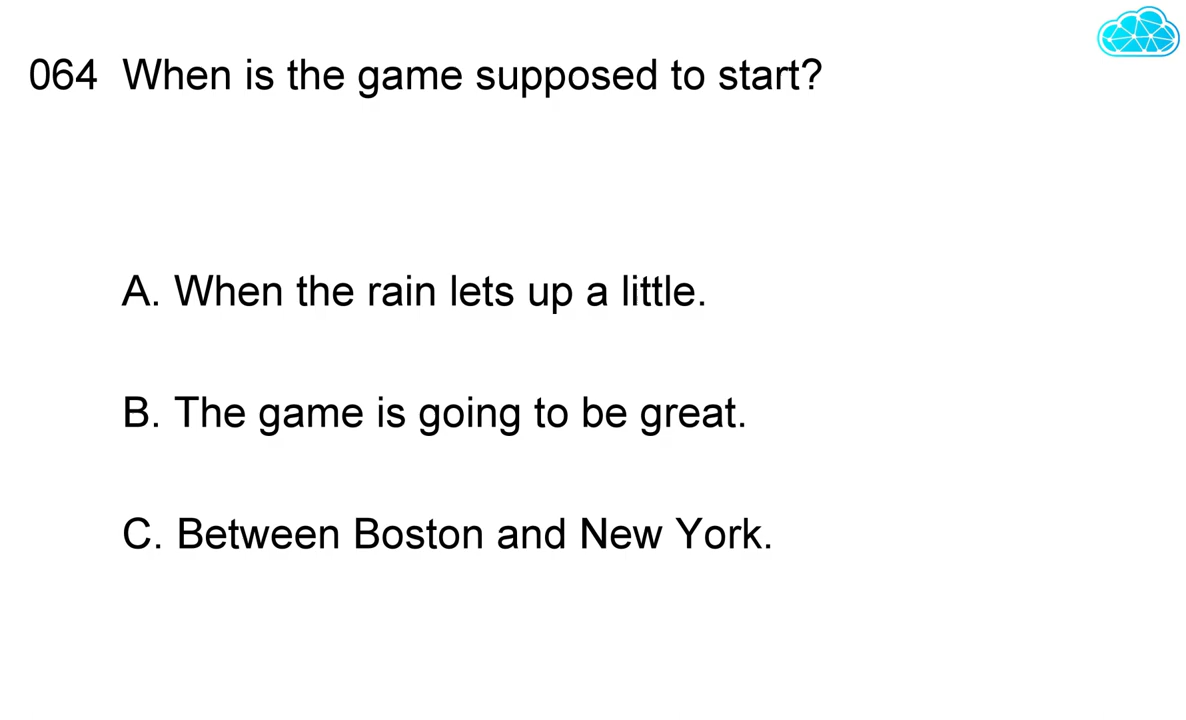 064 When is the game supposed to start?
A. When the rain lets up a little.
B. The game is going to be great.
C. Between Boston and New York.